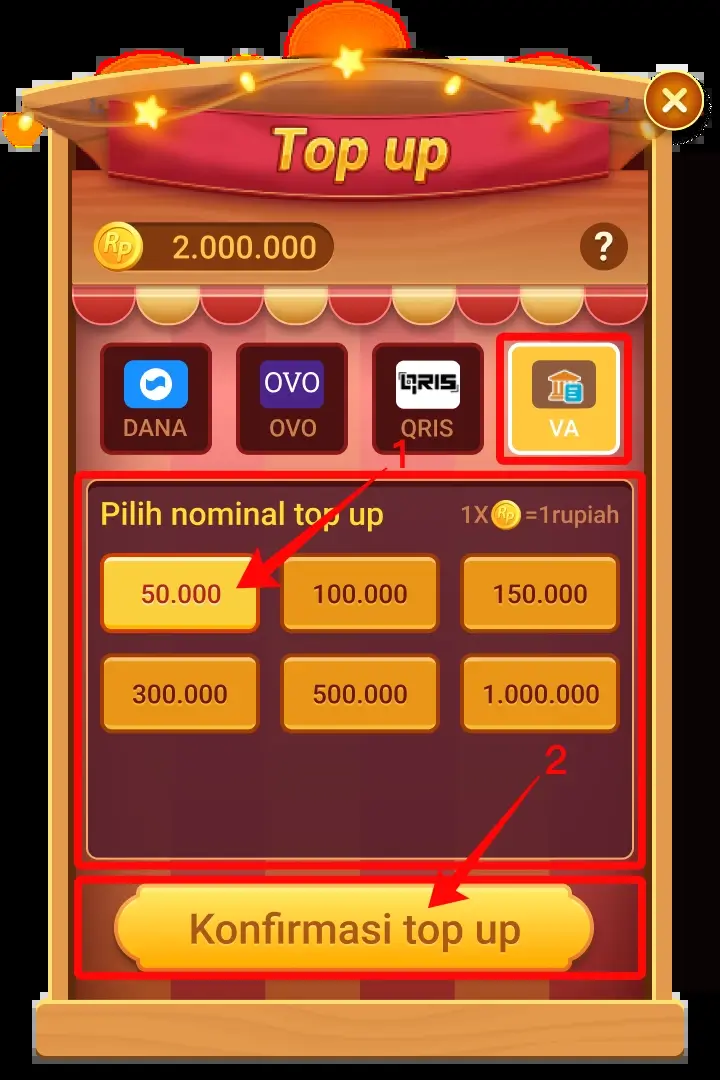 Top up
Rp 2.000.000 ?
OVO QRIS
DANA OVO QRIS VA
1
Pilih nominal top up 1X Rp =1rupiah
50.000 100.000 150.000
300.000 500.000 1.000.000
2
Konfirmasi top up